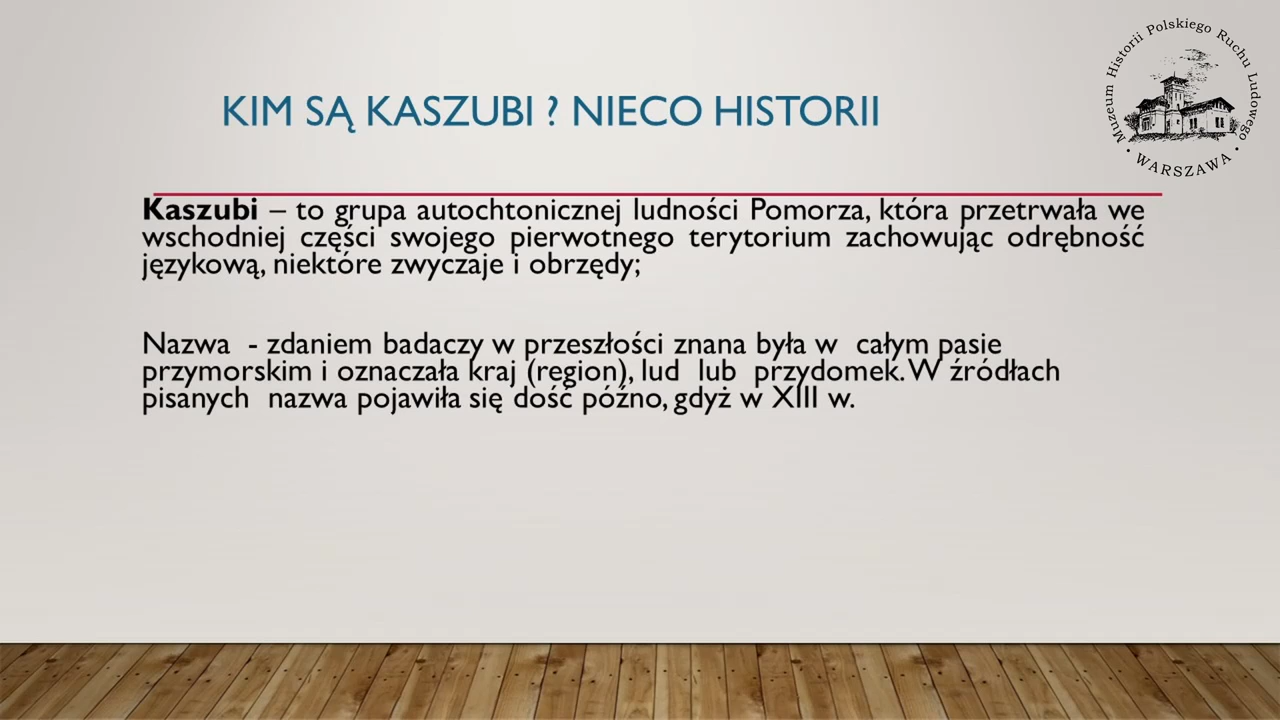 Muzeum Historii Polskiego Ruchu Ludowego
• WARSZAWA •
KIM SĄ KASZUBI ? NIECO HISTORII
Kaszubi – to grupa autochtonicznej ludności Pomorza, która przetrwała we
wschodniej części swojego pierwotnego terytorium zachowując odrębność
językową, niektóre zwyczaje i obrzędy;
Nazwa - zdaniem badaczy w przeszłości znana była w całym pasie
przymorskim i oznaczała kraj (region), lud lub przydomek. W źródłach
pisanych nazwa pojawiła się dość późno, gdyż w XIII w.